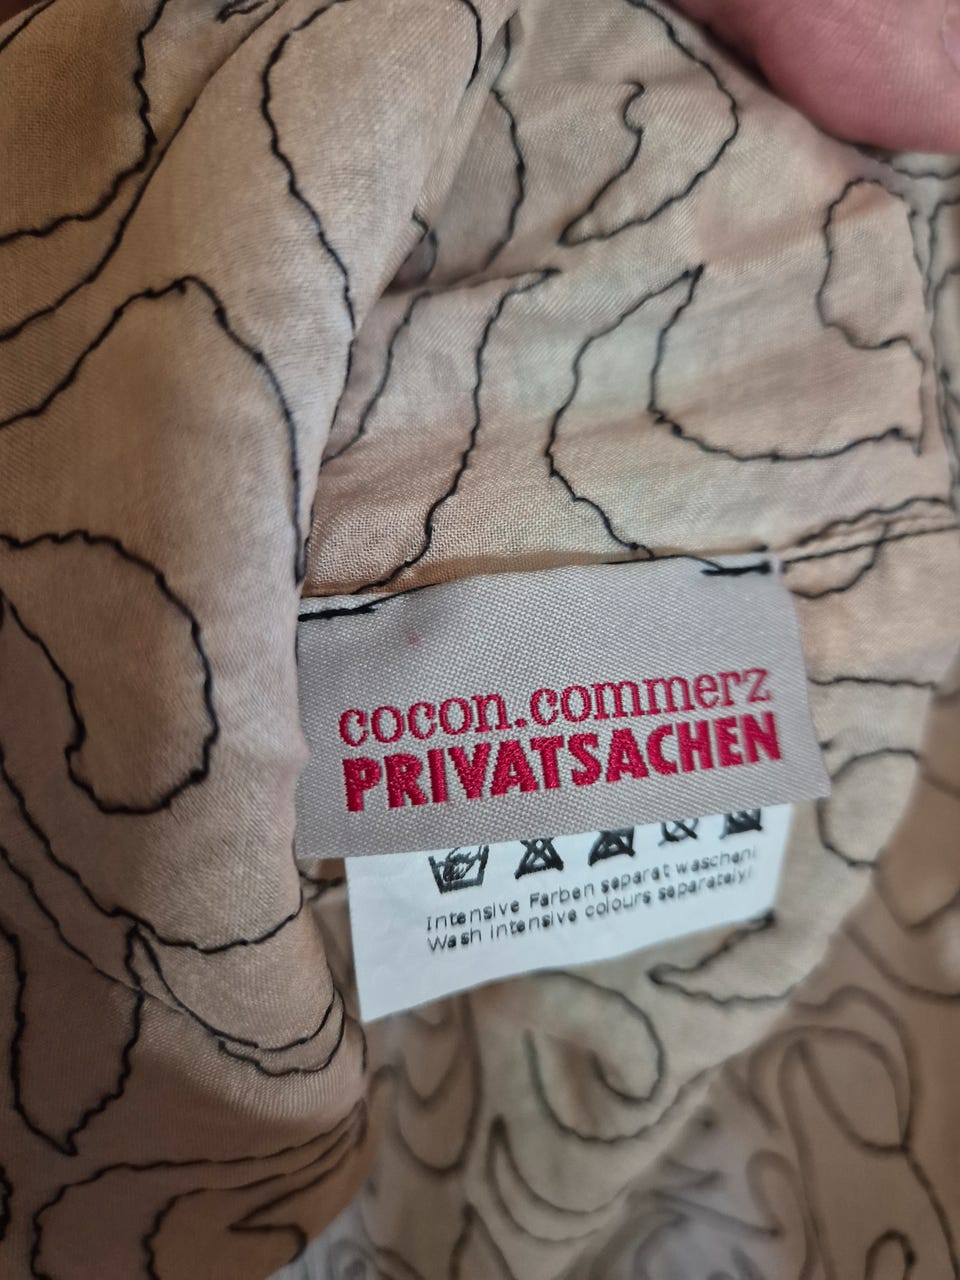 cocon.commerz
PRIVATSACHEN
Intensive Farben separat waschen!
Wash intensive colours separately!